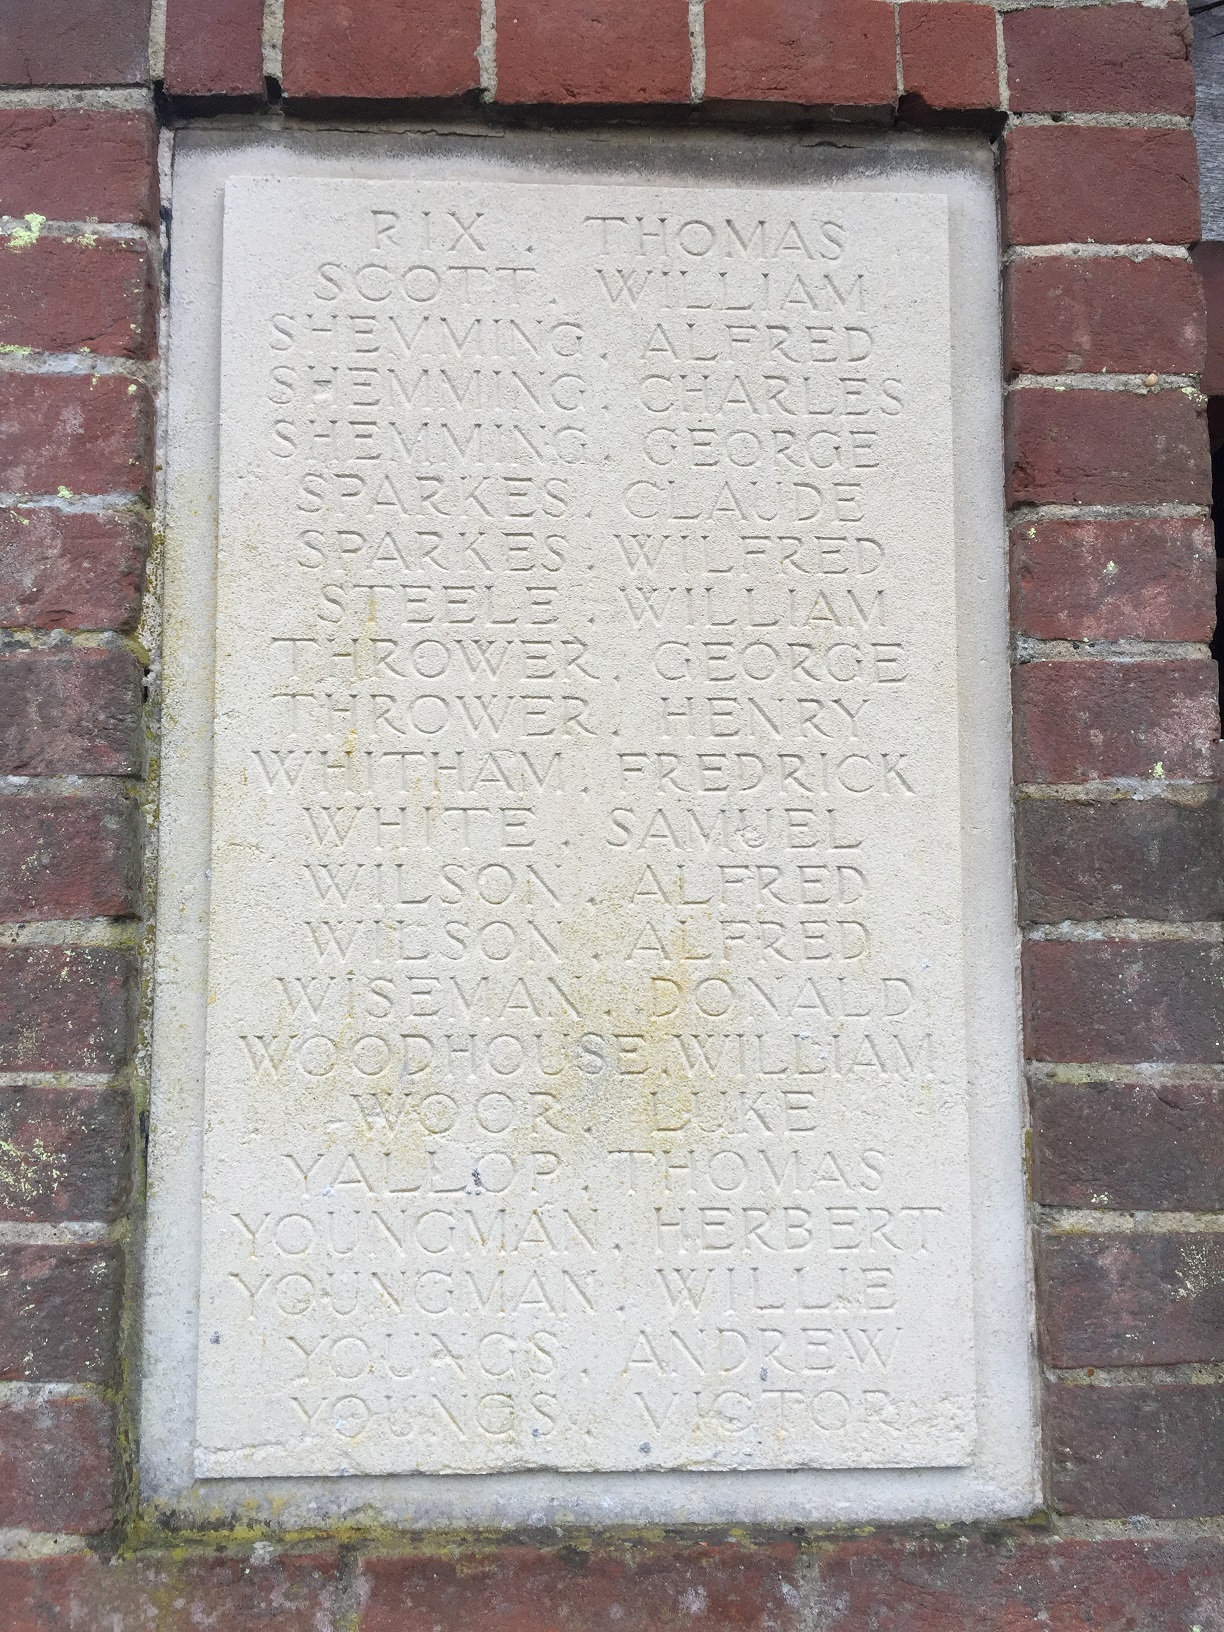 RIX . THOMAS
SCOTT . WILLIAM
SHEMMING . ALFRED
SHEMMING . CHARLES
SHEMMING . GEORGE
SPARKES . CLAUDE
SPARKES . WILFRED
STEELE . WILLIAM
THROWER . GEORGE
THROWER . HENRY
WHITHAM . FREDRICK
WHITE . SAMUEL
WILSON . ALFRED
WILSON . ALFRED
WISEMAN . DONALD
WOODHOUSE . WILLIAM
WOOR . LUKE
YALLOP . THOMAS
YOUNGMAN . HERBERT
YOUNGMAN . WILLIE
YOUNGS . ANDREW
YOUNGS . VICTOR